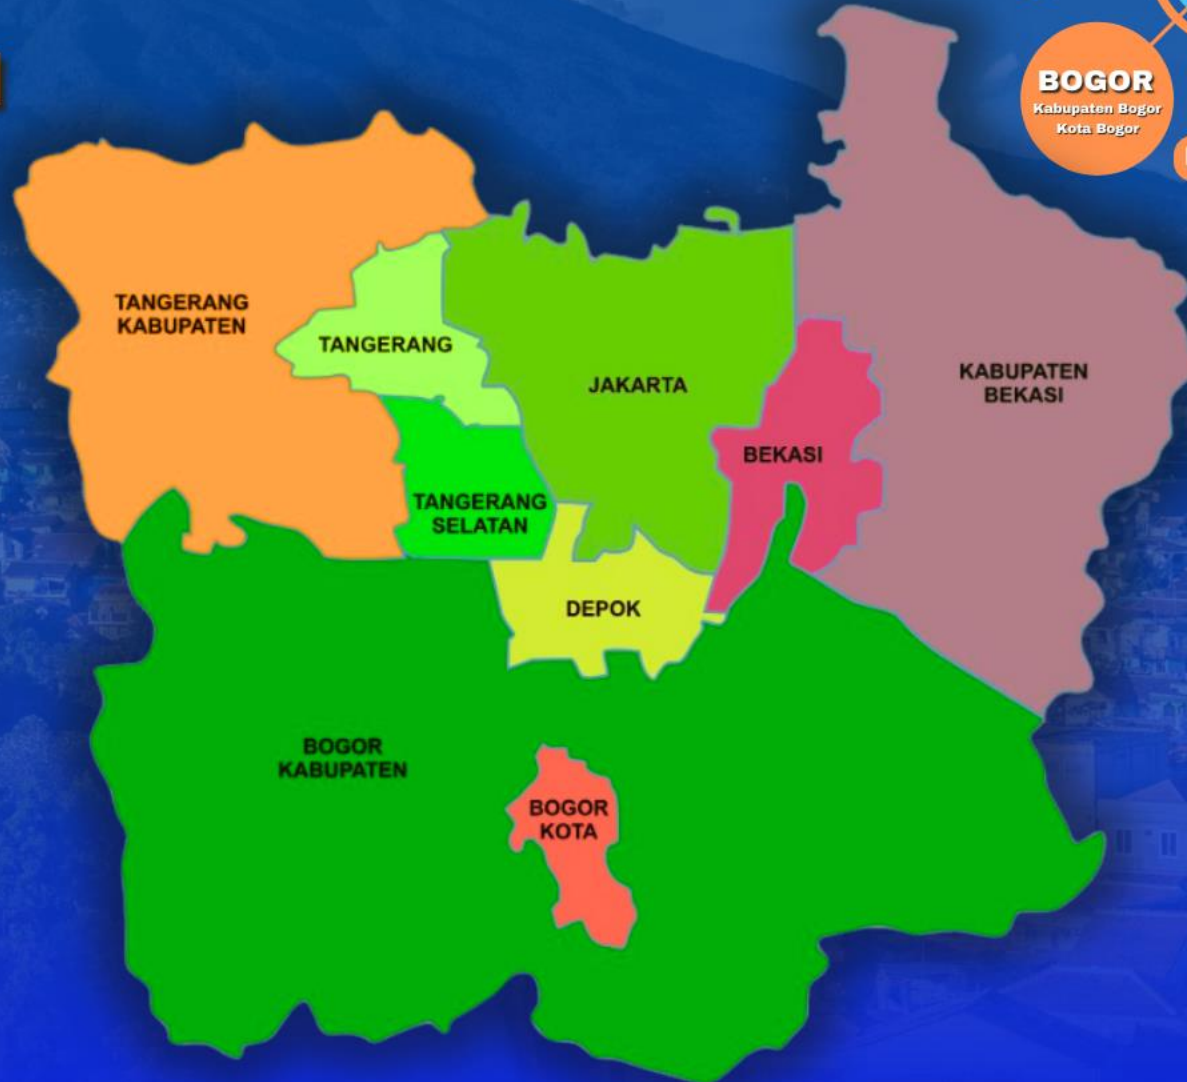 BOGOR
Kabupaten Bogor
Kota Bogor
TANGERANG
KABUPATEN
TANGERANG
JAKARTA
KABUPATEN
BEKASI
BEKASI
TANGERANG
SELATAN
DEPOK
BOGOR
KABUPATEN
BOGOR
KOTA